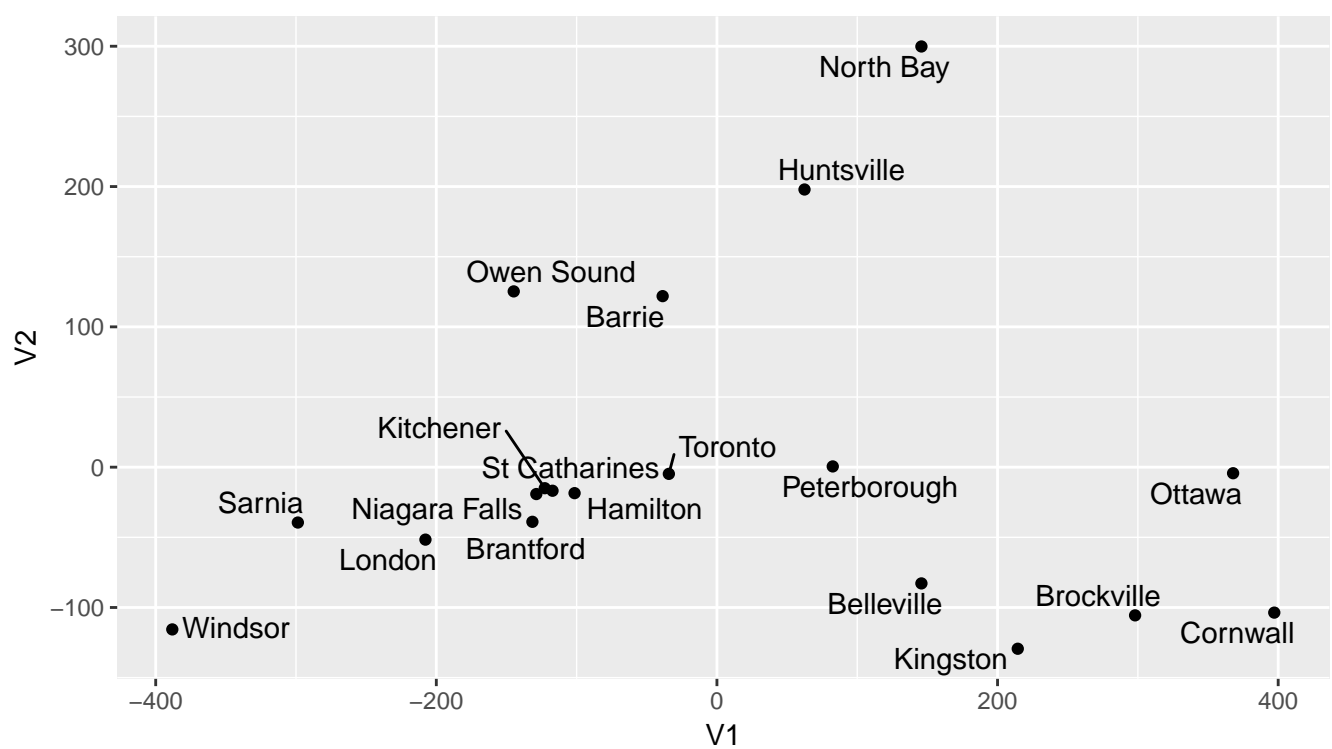 300
North Bay
Huntsville
200
Owen Sound
Barrie
100
V2
Kitchener
Toronto
St Catharines
0
Peterborough
Ottawa
Sarnia
Niagara Falls
Hamilton
London
Brantford
−100
Belleville
Brockville
Windsor
Cornwall
Kingston
−400
−200
0
200
400
V1